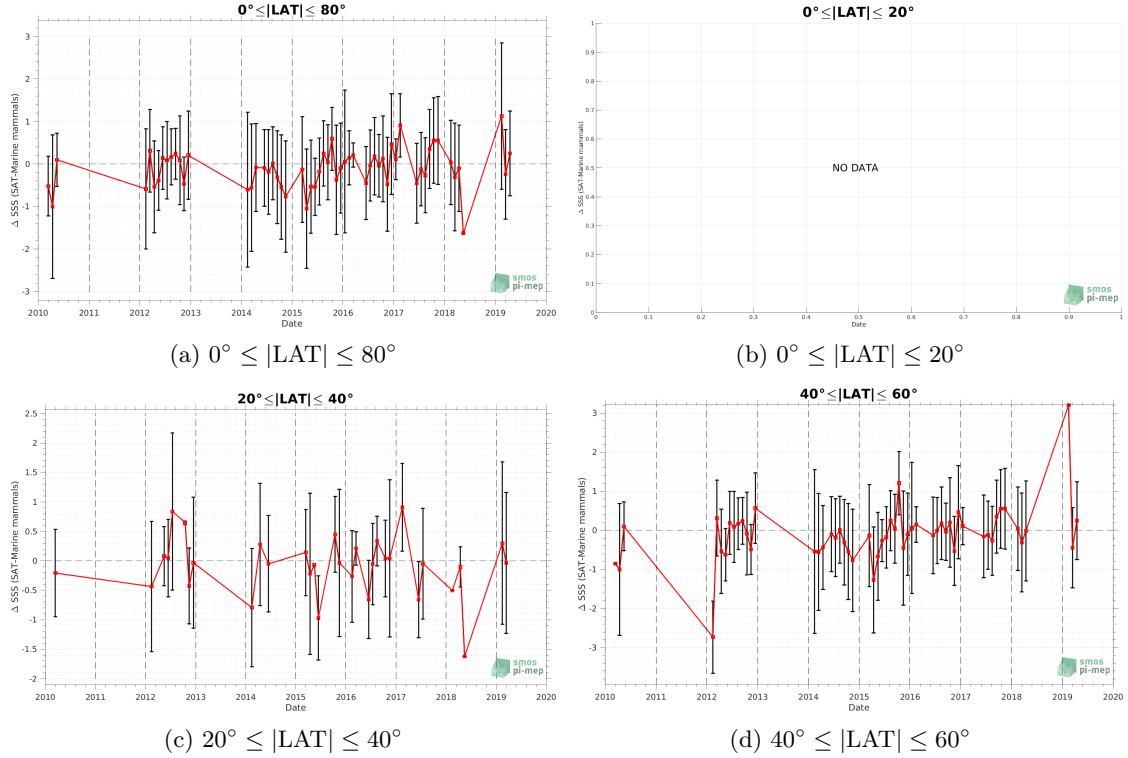 0°≤|LAT|≤ 80°
Δ SSS (SAT-Marine mammals)
3
2
1
0
-1
-2
-3
2010 2011 2012 2013 2014 2015 2016 2017 2018 2019 2020
Date
smos
pi-mep
(a) 0° ≤ |LAT| ≤ 80°
0°≤|LAT|≤ 20°
Δ SSS (SAT-Marine mammals)
1
0.9
0.8
0.7
0.6
0.5
0.4
0.3
0.2
0.1
0
NO DATA
0 0.1 0.2 0.3 0.4 0.5 0.6 0.7 0.8 0.9 1
Date
smos
pi-mep
(b) 0° ≤ |LAT| ≤ 20°
20°≤|LAT|≤ 40°
Δ SSS (SAT-Marine mammals)
2.5
2
1.5
1
0.5
0
-0.5
-1
-1.5
-2
2010 2011 2012 2013 2014 2015 2016 2017 2018 2019 2020
Date
smos
pi-mep
(c) 20° ≤ |LAT| ≤ 40°
40°≤|LAT|≤ 60°
Δ SSS (SAT-Marine mammals)
3
2
1
0
-1
-2
-3
2010 2011 2012 2013 2014 2015 2016 2017 2018 2019 2020
Date
smos
pi-mep
(d) 40° ≤ |LAT| ≤ 60°